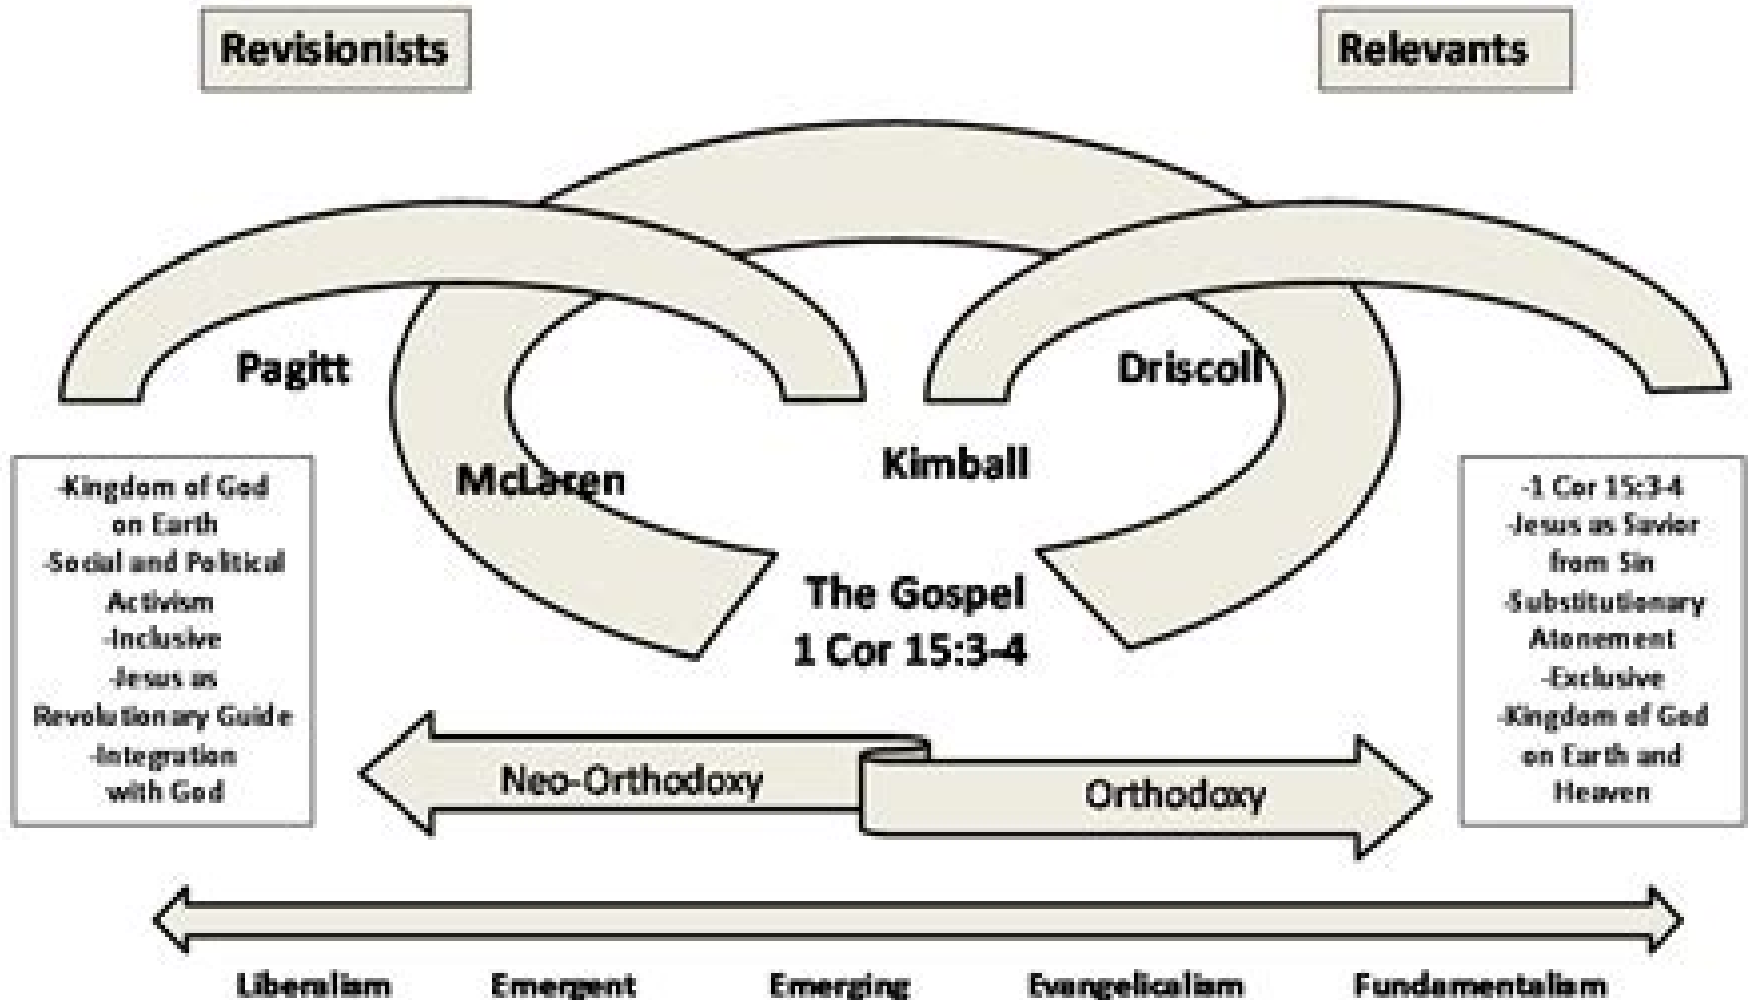 Revisionists
Relevants
Pagitt
Driscoll
McLaren
Kimball
The Gospel
1 Cor 15:3-4
-Kingdom of God
on Earth
-Social and Political
Activism
-Inclusive
-Jesus as
Revolutionary Guide
-Integration
with God
-1 Cor 15:3-4
-Jesus as Savior
from Sin
-Substitutionary
Atonement
-Exclusive
-Kingdom of God
on Earth and
Heaven
Neo-Orthodoxy
Orthodoxy
Liberalism Emergent Emerging Evangelicalism Fundamentalism